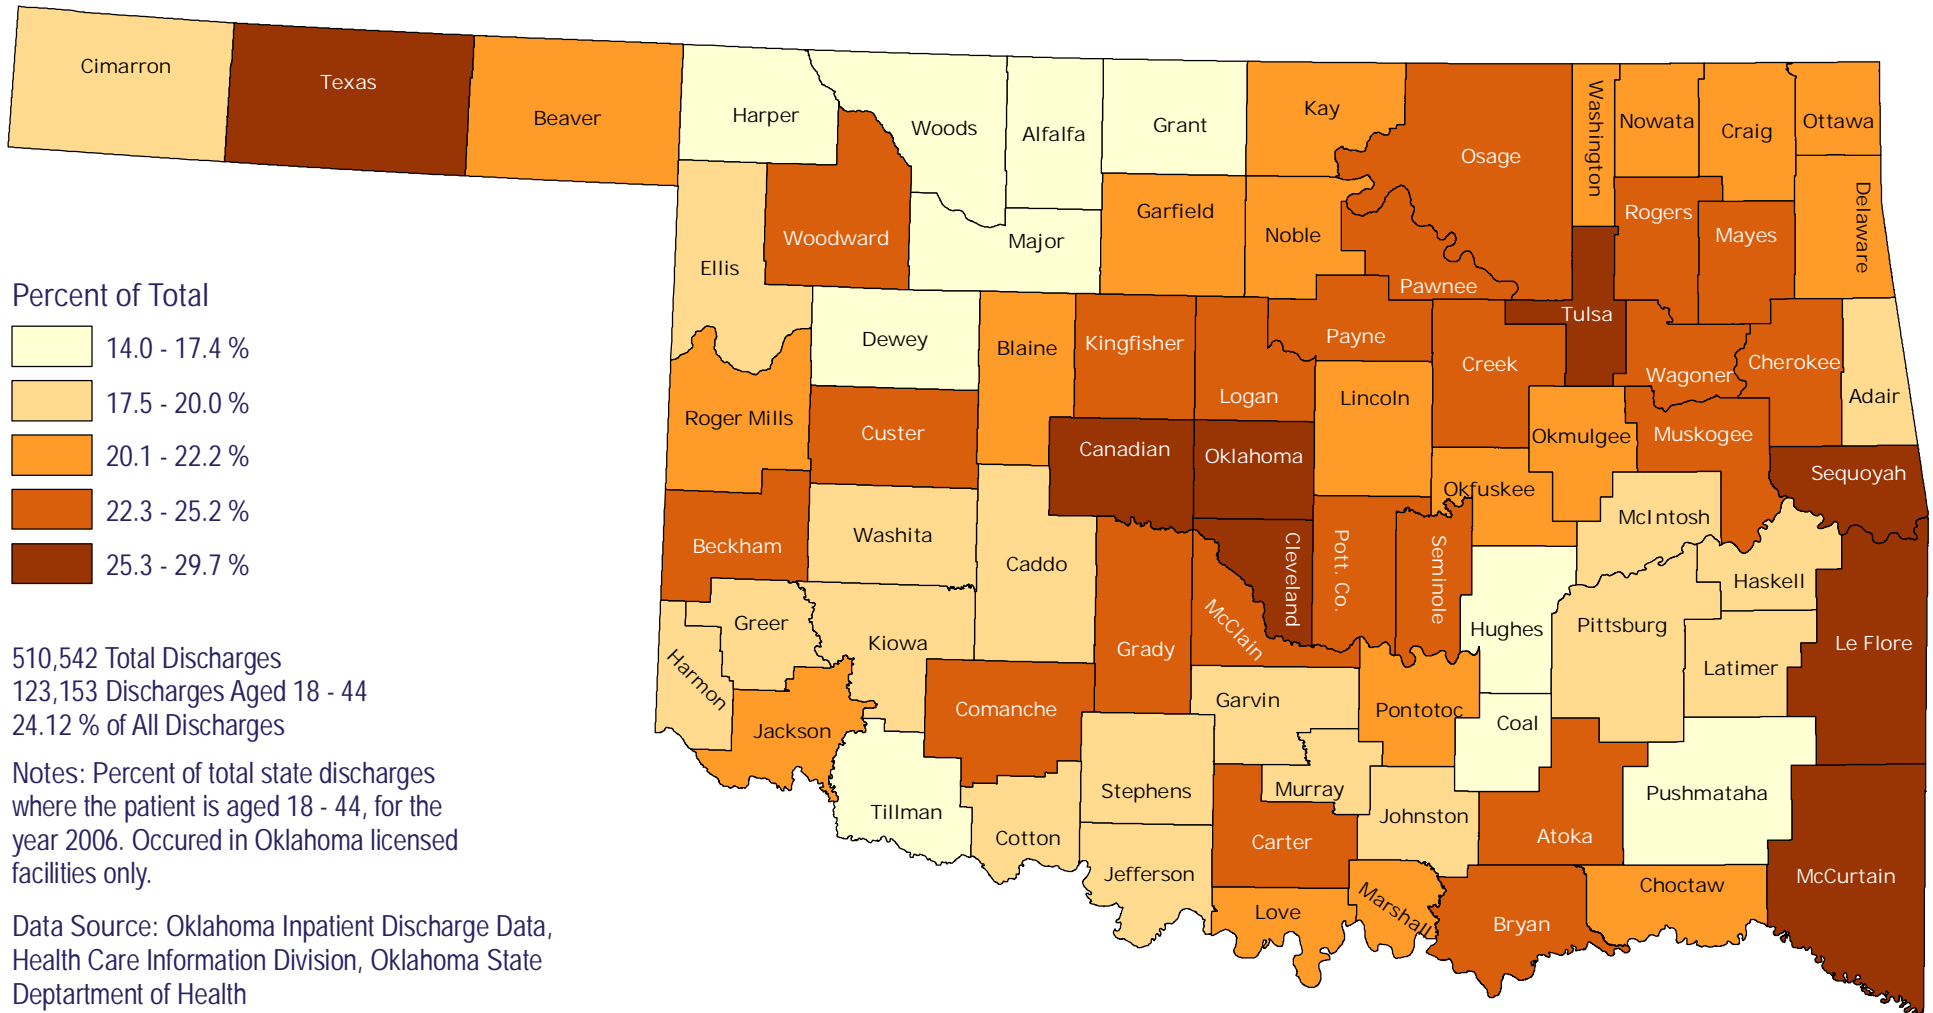 Cimarron
Texas
Beaver
Harper
Woods
Alfalfa
Grant
Kay
Osage
Washington
Nowata
Craig
Ottawa
Delaware
Rogers
Mayes
Woodward
Ellis
Major
Garfield
Noble
Pawnee
Tulsa
Dewey
Blaine
Kingfisher
Logan
Payne
Creek
Wagoner
Cherokee
Adair
Roger Mills
Custer
Canadian
Oklahoma
Lincoln
Okmulgee
Muskogee
Sequoyah
Okfuskee
McIntosh
Beckham
Washita
Caddo
Cleveland
Pott. Co.
Seminole
Haskell
Greer
Kiowa
Grady
McClain
Hughes
Pittsburg
Latimer
Le Flore
Harmon
Jackson
Comanche
Garvin
Pontotoc
Coal
Tillman
Stephens
Murray
Johnston
Pushmataha
Cotton
Carter
Atoka
Jefferson
Love
Marshall
Bryan
Choctaw
McCurtain
Percent of Total
14.0 - 17.4 %
17.5 - 20.0 %
20.1 - 22.2 %
22.3 - 25.2 %
25.3 - 29.7 %
510,542 Total Discharges
123,153 Discharges Aged 18 - 44
24.12 % of All Discharges
Notes: Percent of total state discharges
where the patient is aged 18 - 44, for the
year 2006. Occured in Oklahoma licensed
facilities only.
Data Source: Oklahoma Inpatient Discharge Data,
Health Care Information Division, Oklahoma State
Deptartment of Health